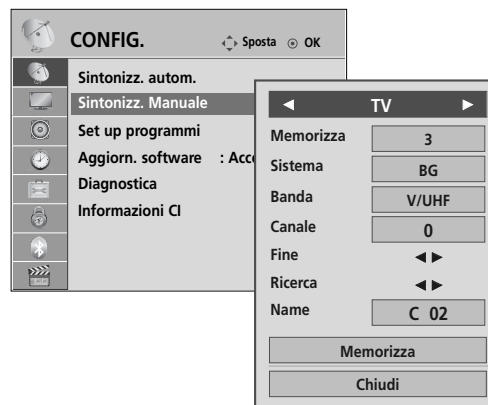 CONFIG.
Sposta OK
Sintonizz. autom.
Sintonizz. Manuale
Set up programmi
Aggiorn. software : Acce
Diagnostica
Informazioni CI
TV
Memorizza 3
Sistema BG
Banda V/UHF
Canale 0
Fine ◄ ►
Ricerca ◄ ►
Name C 02
Memorizza
Chiudi